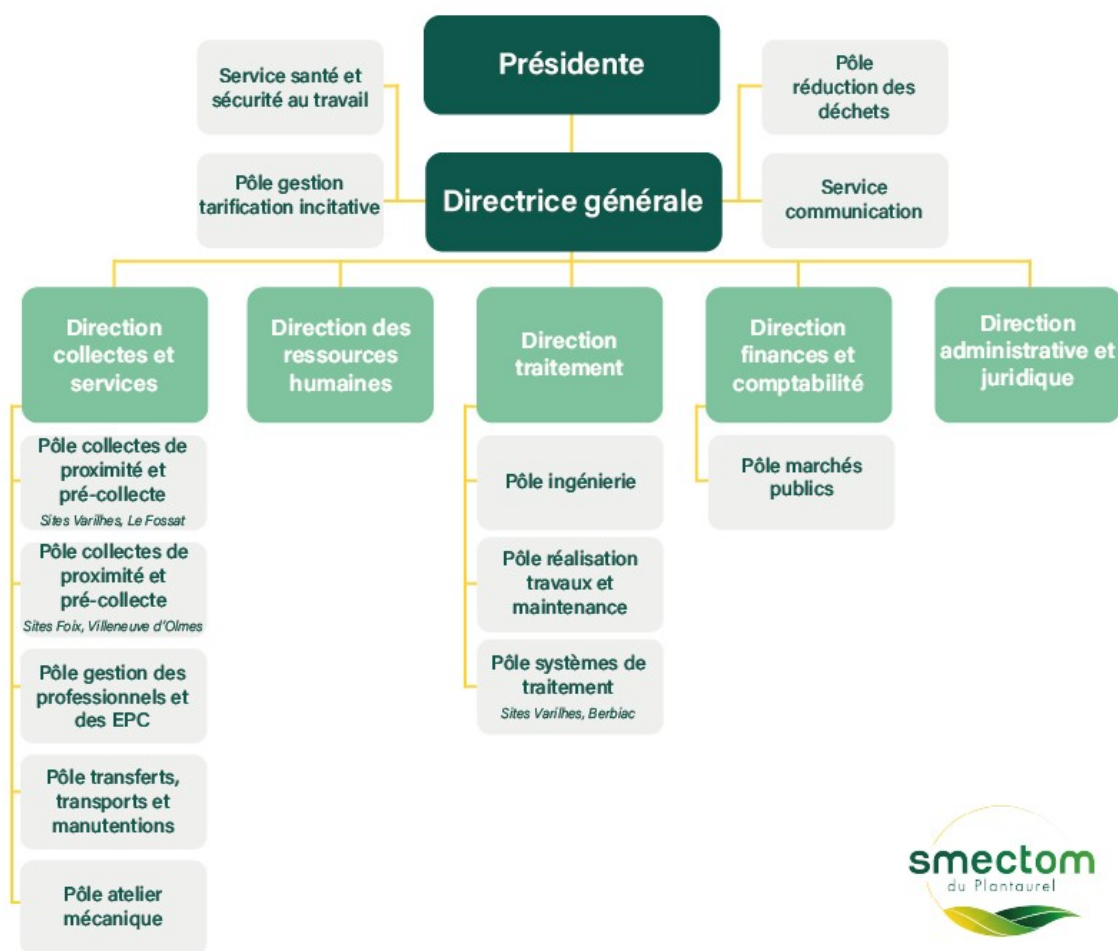 Présidente
Service santé et
sécurité au travail
Pôle
réduction des
déchets
Pôle gestion
tarification incitative
Directrice générale
Service
communication
Direction
collectes et
services
Direction des
ressources
humaines
Direction
traitement
Direction
finances et
comptabilité
Direction
administrative et
juridique
Pôle collectes de
proximité et
pré-collecte
Sites Varilhes, Le Fossat
Pôle collectes de
proximité et
pré-collecte
Sites Foix, Villeneuve d'Olmes
Pôle gestion des
professionnels et
des EPC
Pôle transferts,
transports et
manutentions
Pôle atelier
mécanique
Pôle ingénierie
Pôle réalisation
travaux et
maintenance
Pôle systèmes de
traitement
Sites Varilhes, Berbiac
Pôle marchés
publics
smectom
du Plantaurel